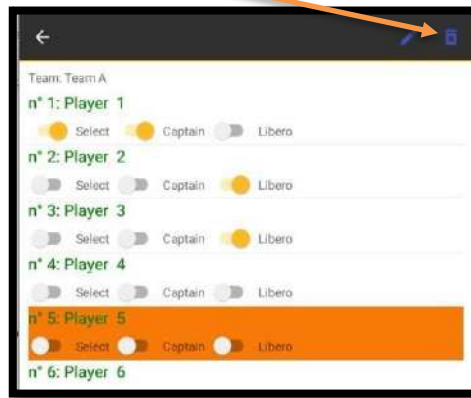 Team: Team A
n° 1: Player 1
Select Captain Libero
n° 2: Player 2
Select Captain Libero
n° 3: Player 3
Select Captain Libero
n° 4: Player 4
Select Captain Libero
n° 5: Player 5
Select Captain Libero
n° 6: Player 6